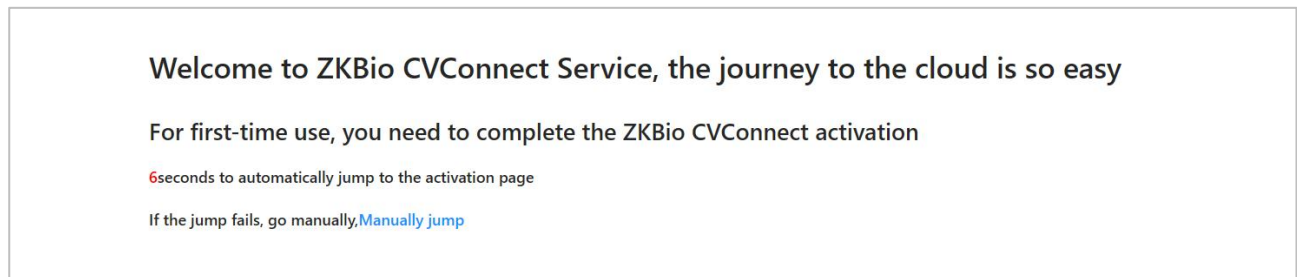 Welcome to ZKBio CVConnect Service, the journey to the cloud is so easy
For first-time use, you need to complete the ZKBio CVConnect activation
6seconds to automatically jump to the activation page
If the jump fails, go manually,Manually jump